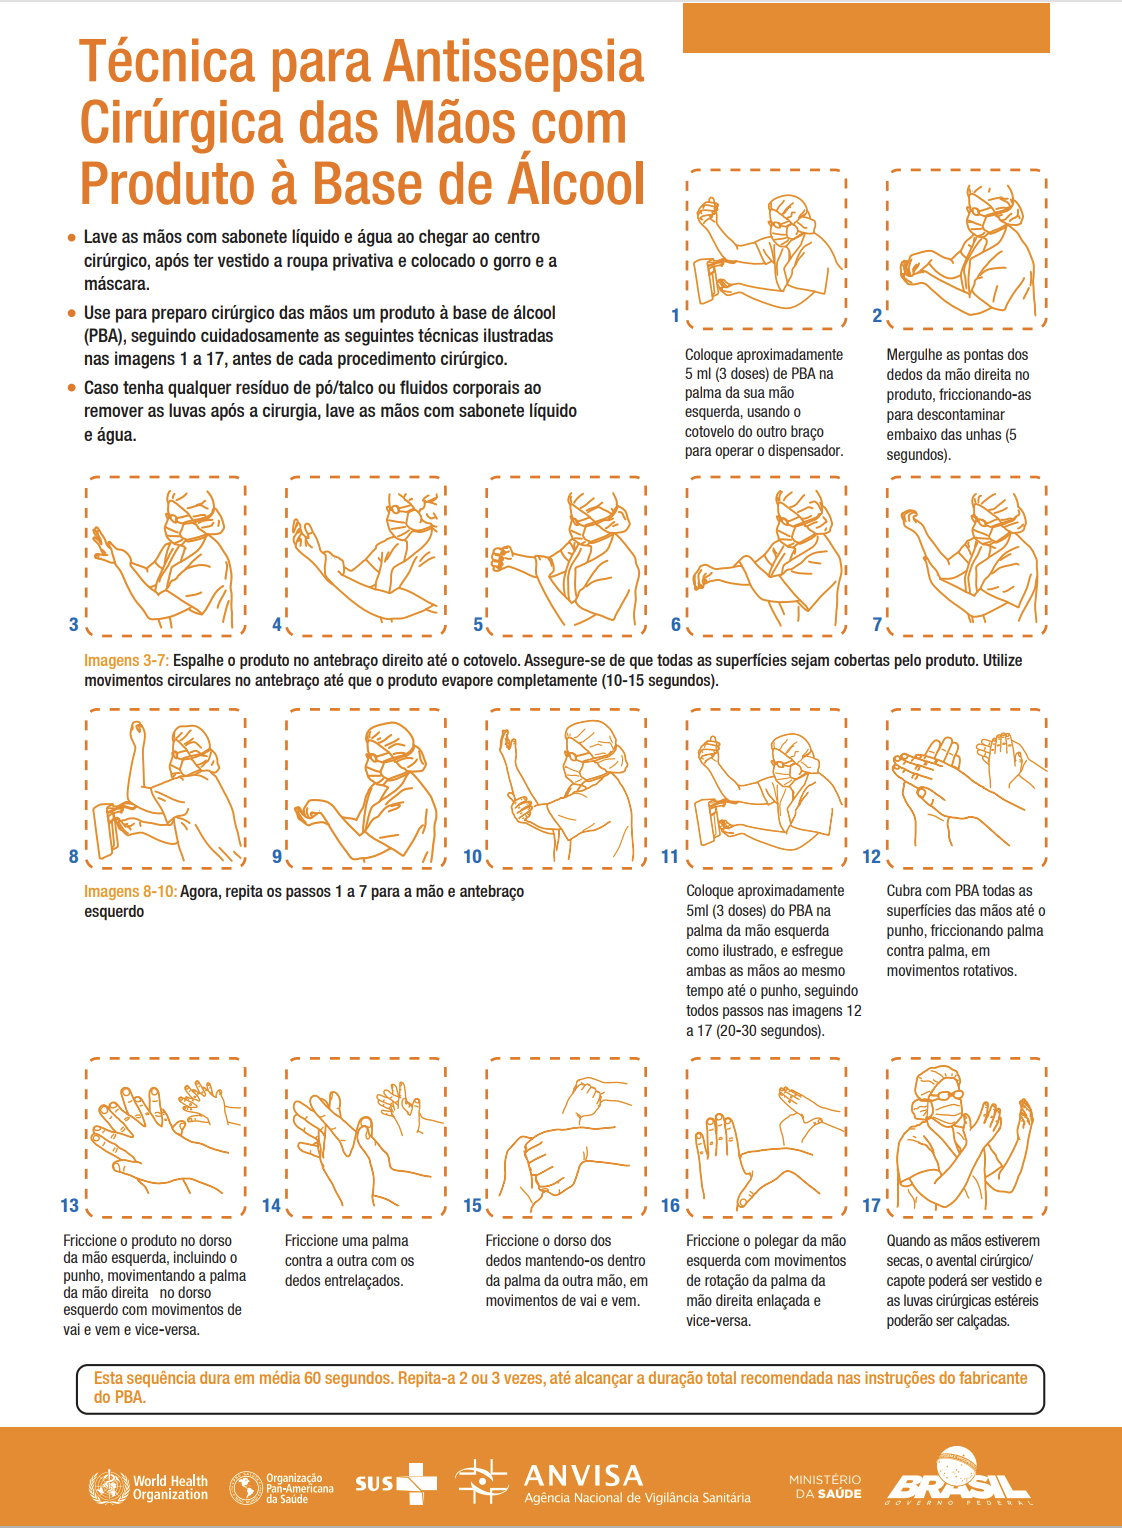 Técnica para Antissepsia
Cirúrgica das Mãos com
Produto à Base de Álcool
• Lave as mãos com sabonete líquido e água ao chegar ao centro
cirúrgico, após ter vestido a roupa privativa e colocado o gorro e a
máscara.
• Use para preparo cirúrgico das mãos um produto à base de álcool
(PBA), seguindo cuidadosamente as seguintes técnicas ilustradas
nas imagens 1 a 17, antes de cada procedimento cirúrgico.
• Caso tenha qualquer resíduo de pó/talco ou fluidos corporais ao
remover as luvas após a cirurgia, lave as mãos com sabonete líquido
e água.
1
Coloque aproximadamente
5 ml (3 doses) de PBA na
palma da sua mão
esquerda, usando o
cotovelo do outro braço
para operar o dispensador.
2
Mergulhe as pontas dos
dedos da mão direita no
produto, friccionando-as
para descontaminar
embaixo das unhas (5
segundos).
3
4
5
6
7
Imagens 3-7: Espalhe o produto no antebraço direito até o cotovelo. Assegure-se de que todas as superfícies sejam cobertas pelo produto. Utilize
movimentos circulares no antebraço até que o produto evapore completamente (10-15 segundos).
8
9
10
Imagens 8-10: Agora, repita os passos 1 a 7 para a mão e antebraço
esquerdo
11
Coloque aproximadamente
5ml (3 doses) do PBA na
palma da mão esquerda
como ilustrado, e esfregue
ambas as mãos ao mesmo
tempo até o punho, seguindo
todos passos nas imagens 12
a 17 (20-30 segundos).
12
Cubra com PBA todas as
superfícies das mãos até o
punho, friccionando palma
contra palma, em
movimentos rotativos.
13
Friccione o produto no dorso
da mão esquerda, incluindo o
punho, movimentando a palma
da mão direita no dorso
esquerdo com movimentos de
vai e vem e vice-versa.
14
Friccione uma palma
contra a outra com os
dedos entrelaçados.
15
Friccione o dorso dos
dedos mantendo-os dentro
da palma da outra mão, em
movimentos de vai e vem.
16
Friccione o polegar da mão
esquerda com movimentos
de rotação da palma da
mão direita enlaçada e
vice-versa.
17
Quando as mãos estiverem
secas, o avental cirúrgico/
capote poderá ser vestido e
as luvas cirúrgicas estéreis
poderão ser calçadas.
Esta sequência dura em média 60 segundos. Repita-a 2 ou 3 vezes, até alcançar a duração total recomendada nas instruções do fabricante
do PBA.
World Health
Organization
Organização
Pan-Americana
da Saúde
SUS
ANVISA
Agência Nacional de Vigilância Sanitária
MINISTÉRIO
DA SAÚDE
BRASIL
GOVERNO FEDERAL